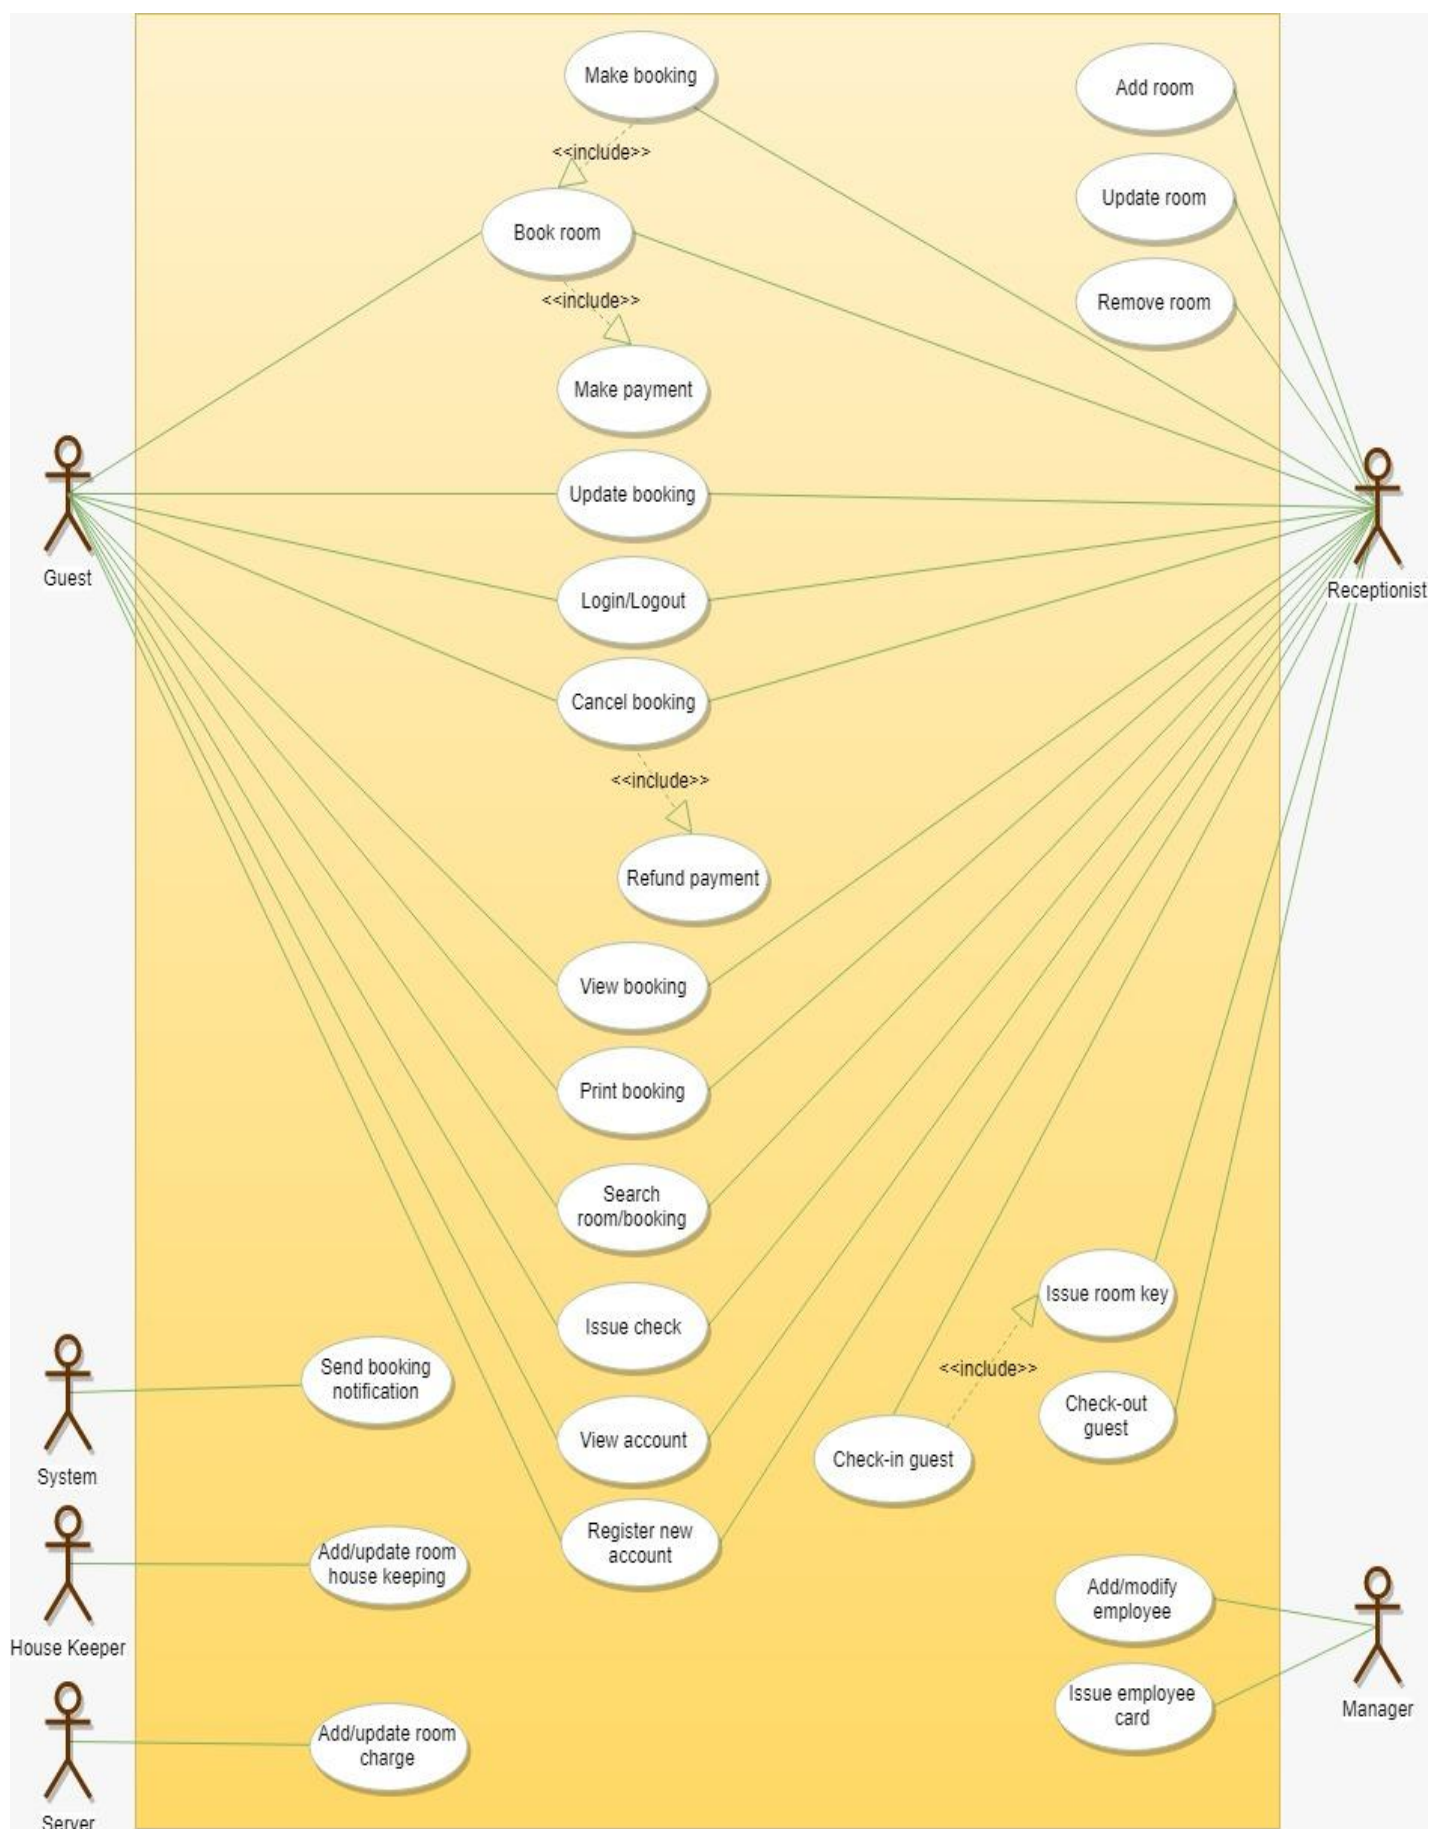 Make booking
Add room
<<include>>
Update room
Book room
<<include>>
Remove room
Make payment
Update booking
Guest
Login/Logout
Receptionist
Cancel booking
<<include>>
Refund payment
View booking
Print booking
Search
room/booking
Issue room key
Issue check
<<include>>
Send booking
notification
Check-out
guest
View account
Check-in guest
System
Register new
account
Add/update room
house keeping
Add/modify
employee
House Keeper
Issue employee
card
Manager
Add/update room
charge
Server